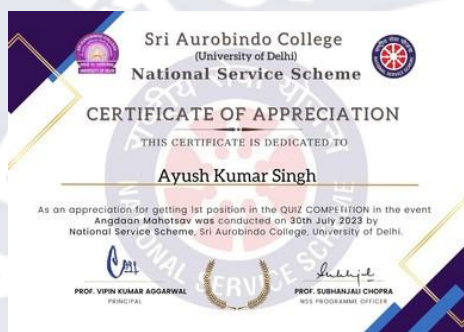 Sri Aurobindo College
(University of Delhi)
National Service Scheme
CERTIFICATE OF APPRECIATION
THIS CERTIFICATE IS DEDICATED TO
Ayush Kumar Singh
As an appreciation for getting 1st position in the QUIZ COMPETITION in the event
Angdaan Mahotsav was conducted on 30th July 2023 by
National Service Scheme, Sri Aurobindo College, University of Delhi.
PROF. VIPIN KUMAR AGGARWAL
PRINCIPAL
PROF. SUBHANJALI CHOPRA
NSS PROGRAMME OFFICER